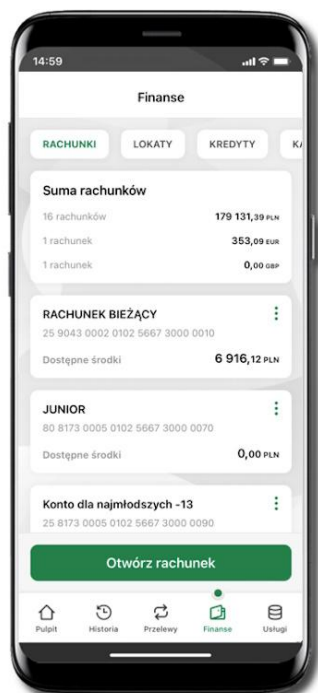 14:59
Finanse
RACHUNKI LOKATY KREDYTY KA
Suma rachunków
16 rachunków 179 131,39 PLN
1 rachunek 353,09 EUR
1 rachunek 0,00 GBP
RACHUNEK BIEŻĄCY
25 9043 0002 0102 5667 3000 0010
Dostępne środki 6 916,12 PLN
JUNIOR
80 8173 0005 0102 5667 3000 0070
Dostępne środki 0,00 PLN
Konto dla najmłodszych -13
25 8173 0005 0102 5667 3000 0090
Otwórz rachunek
Pulpit Historia Przelewy Finanse Usługi